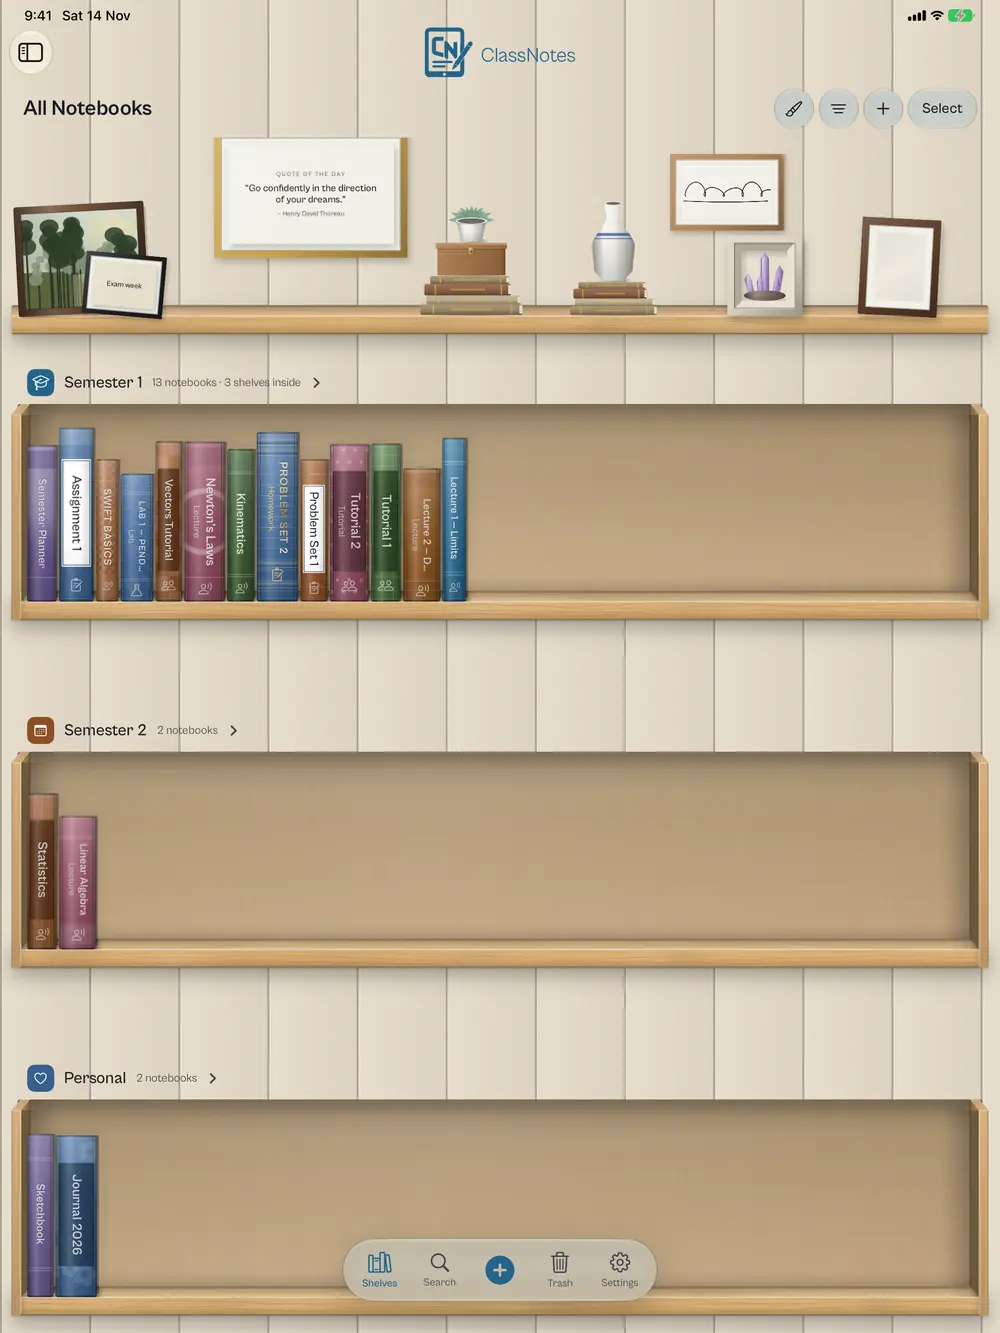 9:41 Sat 14 Nov
CN ClassNotes
All Notebooks
Select
QUOTE OF THE DAY
"Go confidently in the direction
of your dreams."
– Henry David Thoreau
Exam week
Semester 1 13 notebooks · 3 shelves inside
Semester Planner
Assignment 1
SWIFT BASICS
LAB 1 – PEND...
Lab
Vectors Tutorial
Newton's Laws
Lecture
Kinematics
PROBLEM SET 2
Homework
Problem Set 1
Tutorial 2
Tutorial
Tutorial 1
Lecture 2 – D...
Lecture
Lecture 1 – Limits
Semester 2 2 notebooks
Statistics
Linear Algebra
Lecture
Personal 2 notebooks
Sketchbook
Journal 2026
Shelves
Search
Trash
Settings